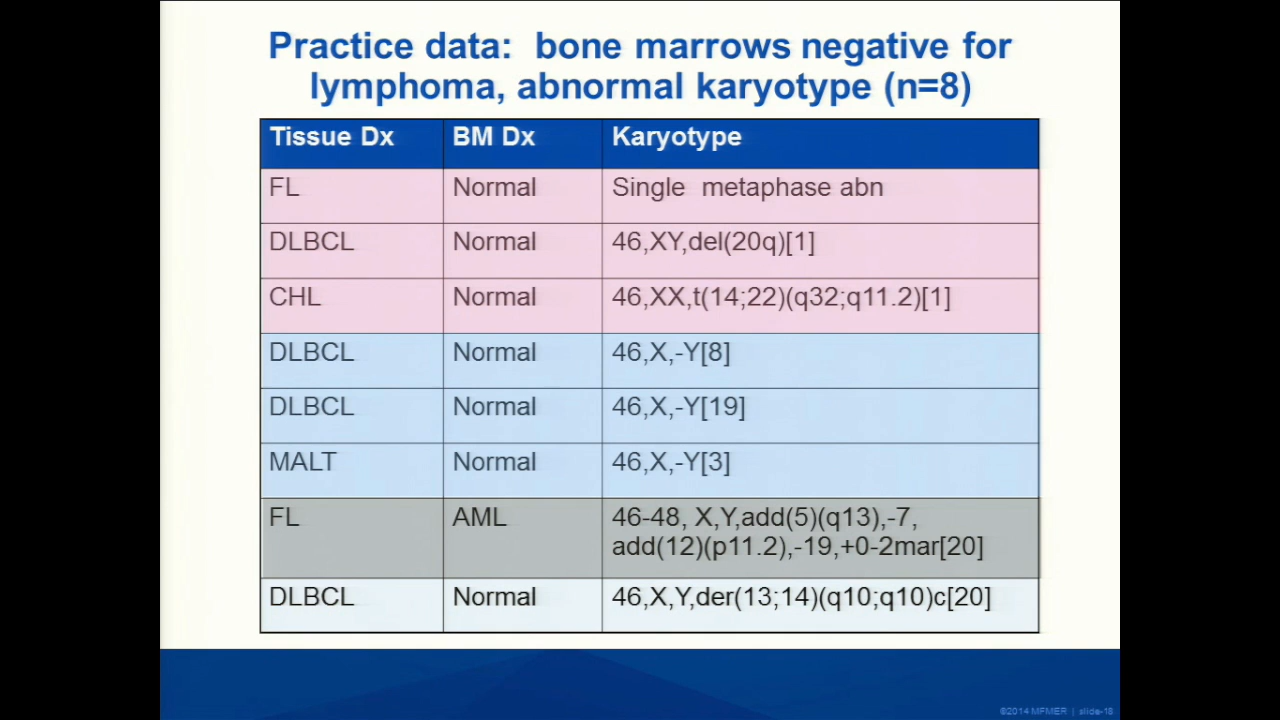 Practice data: bone marrows negative for
lymphoma, abnormal karyotype (n=8)
Tissue Dx BM Dx Karyotype
FL Normal Single metaphase abn
DLBCL Normal 46,XY,del(20q)[1]
CHL Normal 46,XX,t(14;22)(q32;q11.2)[1]
DLBCL Normal 46,X,-Y[8]
DLBCL Normal 46,X,-Y[19]
MALT Normal 46,X,-Y[3]
FL AML 46-48, X,Y,add(5)(q13),-7,
add(12)(p11.2),-19,+0-2mar[20]
DLBCL Normal 46,X,Y,der(13;14)(q10;q10)c[20]
©2014 MFMER | slide-18